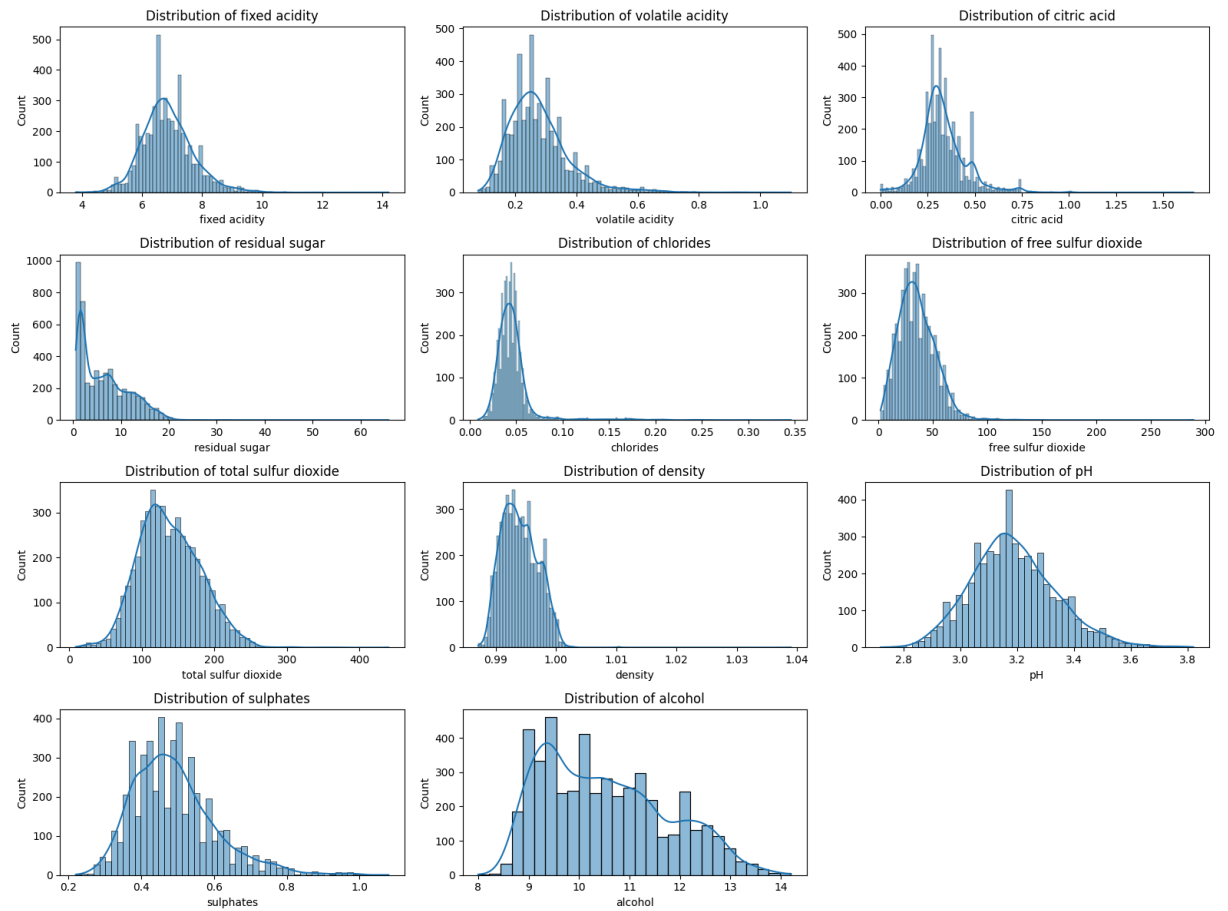 Distribution of fixed acidity
Count
500
400
300
200
100
0
4 6 8 10 12 14
fixed acidity
Distribution of volatile acidity
Count
500
400
300
200
100
0
0.2 0.4 0.6 0.8 1.0
volatile acidity
Distribution of citric acid
Count
500
400
300
200
100
0
0.00 0.25 0.50 0.75 1.00 1.25 1.50
citric acid
Distribution of residual sugar
Count
1000
800
600
400
200
0
0 10 20 30 40 50 60
residual sugar
Distribution of chlorides
Count
300
200
100
0
0.00 0.05 0.10 0.15 0.20 0.25 0.30 0.35
chlorides
Distribution of free sulfur dioxide
Count
300
200
100
0
0 50 100 150 200 250 300
free sulfur dioxide
Distribution of total sulfur dioxide
Count
300
200
100
0
0 100 200 300 400
total sulfur dioxide
Distribution of density
Count
300
200
100
0
0.99 1.00 1.01 1.02 1.03 1.04
density
Distribution of pH
Count
400
300
200
100
0
2.8 3.0 3.2 3.4 3.6 3.8
pH
Distribution of sulphates
Count
400
300
200
100
0
0.2 0.4 0.6 0.8 1.0
sulphates
Distribution of alcohol
Count
400
300
200
100
0
8 9 10 11 12 13 14
alcohol